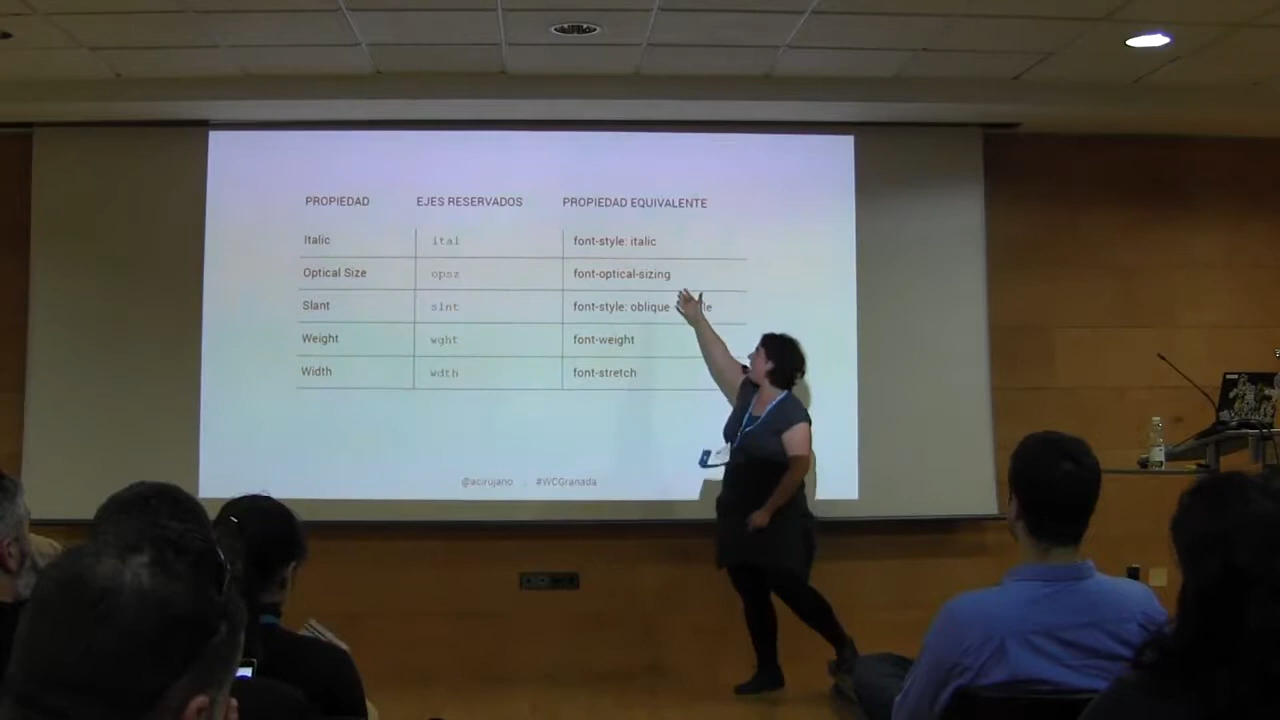 PROPIEDAD EJES RESERVADOS PROPIEDAD EQUIVALENTE
Italic ital font-style: italic
Optical Size opsz font-optical-sizing
Slant slnt font-style: oblique
Weight wght font-weight
Width wdth font-stretch
@acirujano #WCGranada